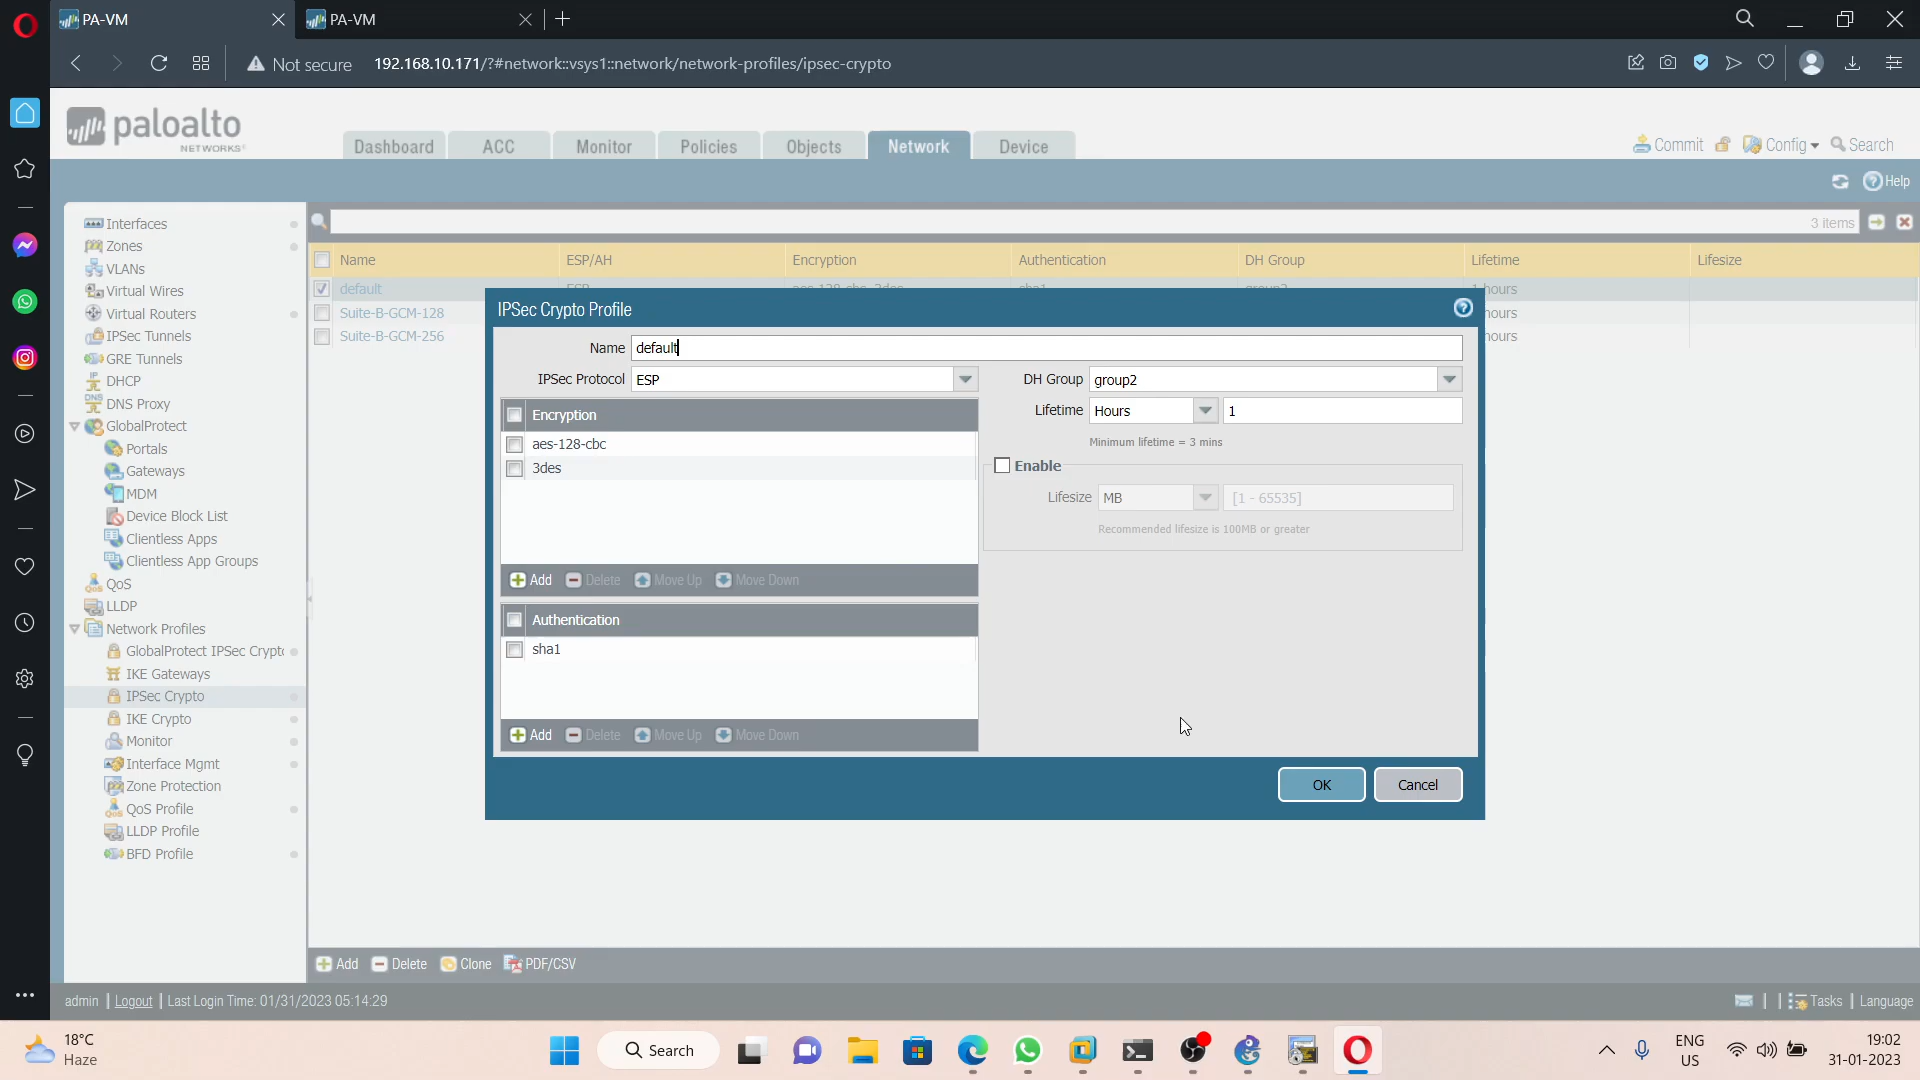 PA-VM
PA-VM
Not secure
192.168.10.171/?#network::vsys1::network/network-profiles/ipsec-crypto
paloalto
NETWORKS
Dashboard
ACC
Monitor
Policies
Objects
Network
Device
Commit
Config
Search
Help
Interfaces
Zones
VLANs
Virtual Wires
Virtual Routers
IPSec Tunnels
GRE Tunnels
DHCP
DNS Proxy
GlobalProtect
Portals
Gateways
MDM
Device Block List
Clientless Apps
Clientless App Groups
QoS
LLDP
Network Profiles
GlobalProtect IPSec Crypto
IKE Gateways
IPSec Crypto
IKE Crypto
Monitor
Interface Mgmt
Zone Protection
QoS Profile
LLDP Profile
BFD Profile
3 items
Name
ESP/AH
Encryption
Authentication
DH Group
Lifetime
Lifesize
default
ESP
aes-128-cbc, 3des
sha1
group2
1 hours
Suite-B-GCM-128
hours
Suite-B-GCM-256
hours
IPSec Crypto Profile
Name
default
IPSec Protocol
ESP
DH Group
group2
Encryption
Lifetime
Hours
1
Minimum lifetime = 3 mins
aes-128-cbc
3des
Enable
Lifesize
MB
[1 - 65535]
Recommended lifesize is 100MB or greater
Add
Delete
Move Up
Move Down
Authentication
sha1
Add
Delete
Move Up
Move Down
OK
Cancel
Add
Delete
Clone
PDF/CSV
admin
Logout
Last Login Time: 01/31/2023 05:14:29
Tasks
Language
18°C
Haze
Search
ENG
US
19:02
31-01-2023